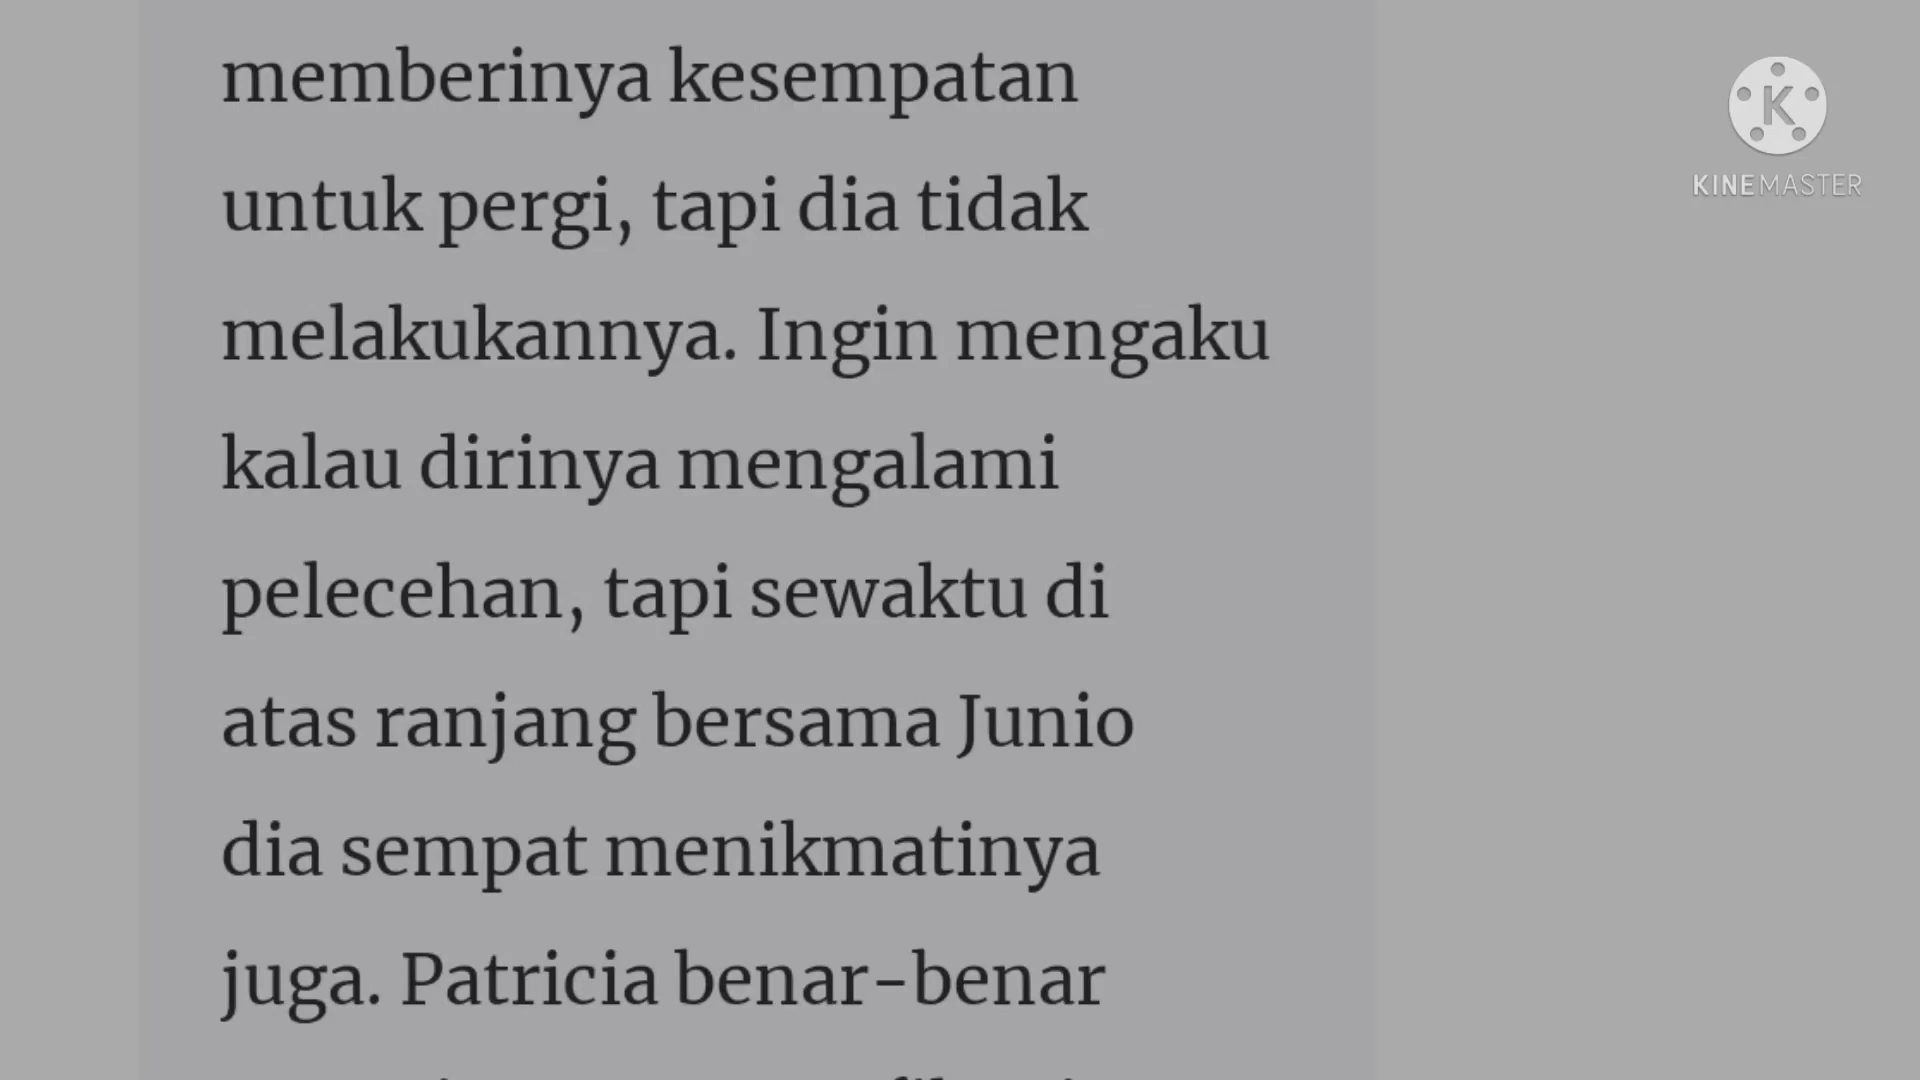 memberinya kesempatan
untuk pergi, tapi dia tidak
melakukannya. Ingin mengaku
kalau dirinya mengalami
pelecehan, tapi sewaktu di
atas ranjang bersama Junio
dia sempat menikmatinya
juga. Patricia benar-benar
K
KINEMASTER